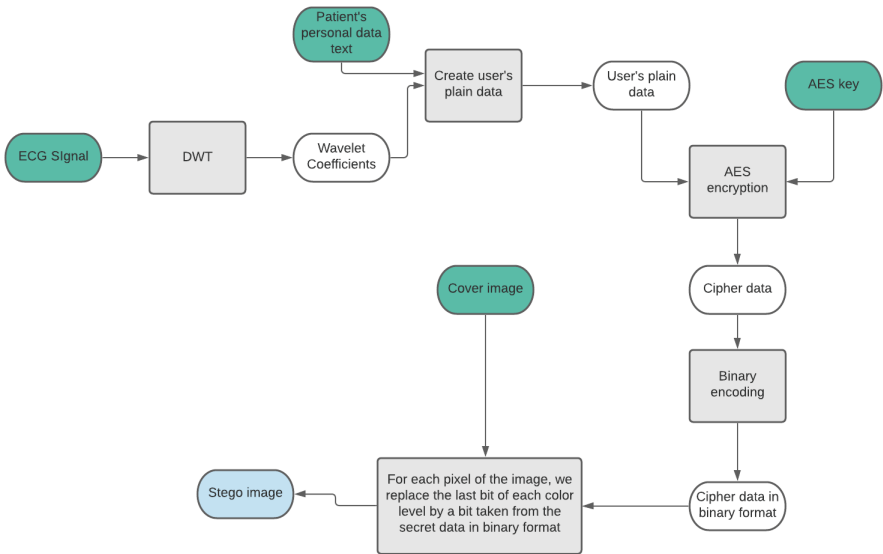 Patient's
personal data
text
Create user's
plain data
User's plain
data
AES key
ECG SIgnal
DWT
Wavelet
Coefficients
AES
encryption
Cover image
Cipher data
Binary
encoding
Stego image
For each pixel of the image, we
replace the last bit of each color
level by a bit taken from the
secret data in binary format
Cipher data in
binary format